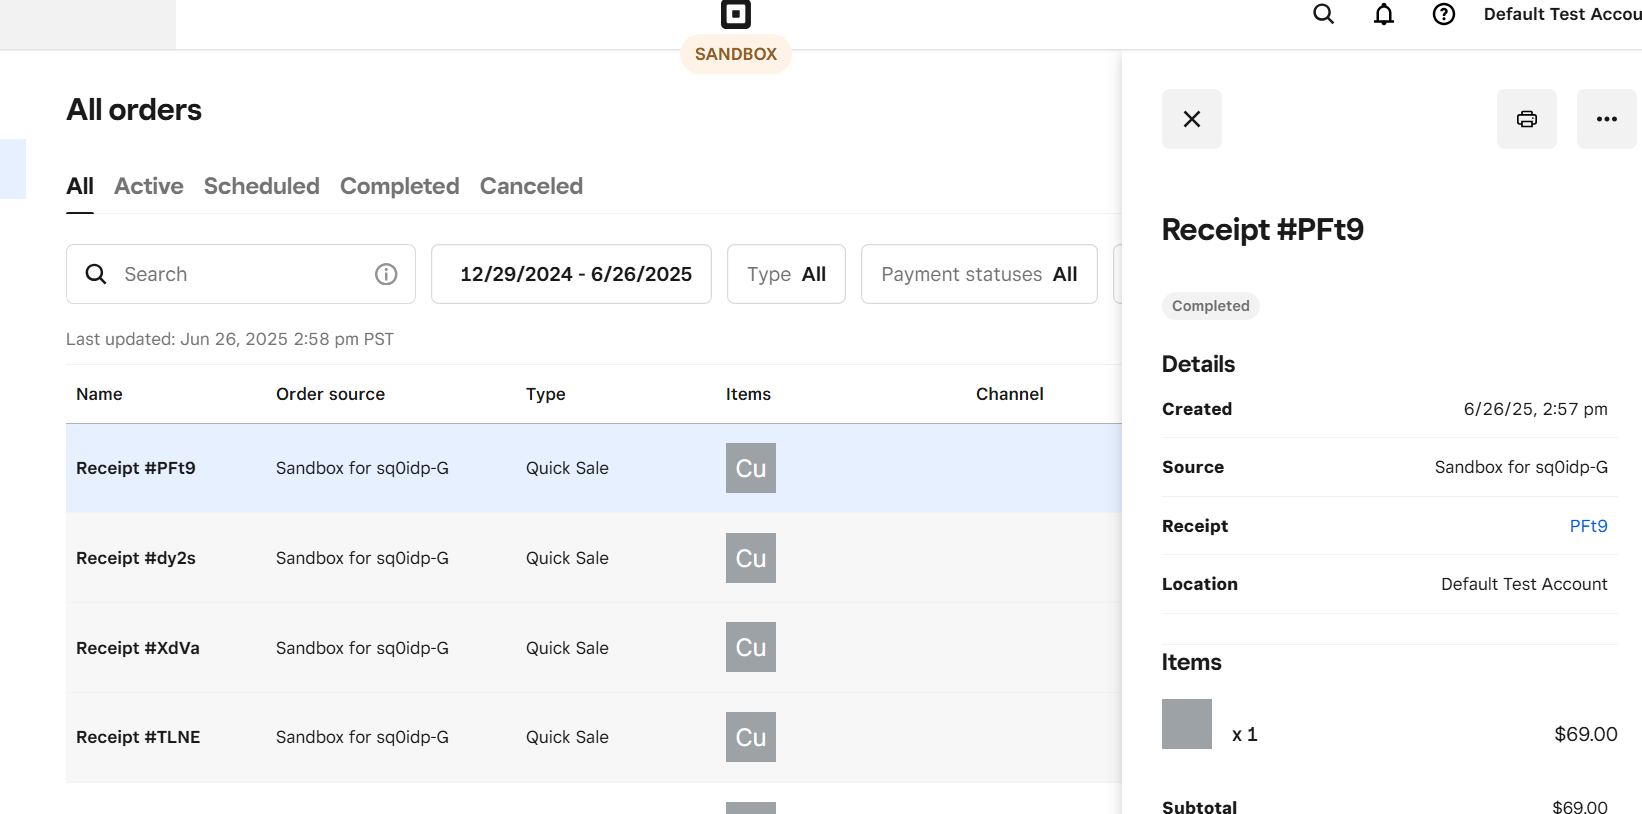 Default Test Accou
SANDBOX
All orders
All Active Scheduled Completed Canceled
Search
12/29/2024 - 6/26/2025
Type All
Payment statuses All
Last updated: Jun 26, 2025 2:58 pm PST
Name Order source Type Items Channel
Receipt #PFt9 Sandbox for sq0idp-G Quick Sale Cu
Receipt #dy2s Sandbox for sq0idp-G Quick Sale Cu
Receipt #XdVa Sandbox for sq0idp-G Quick Sale Cu
Receipt #TLNE Sandbox for sq0idp-G Quick Sale Cu
Receipt #PFt9
Completed
Details
Created 6/26/25, 2:57 pm
Source Sandbox for sq0idp-G
Receipt PFt9
Location Default Test Account
Items
x 1 $69.00
Subtotal $69.00